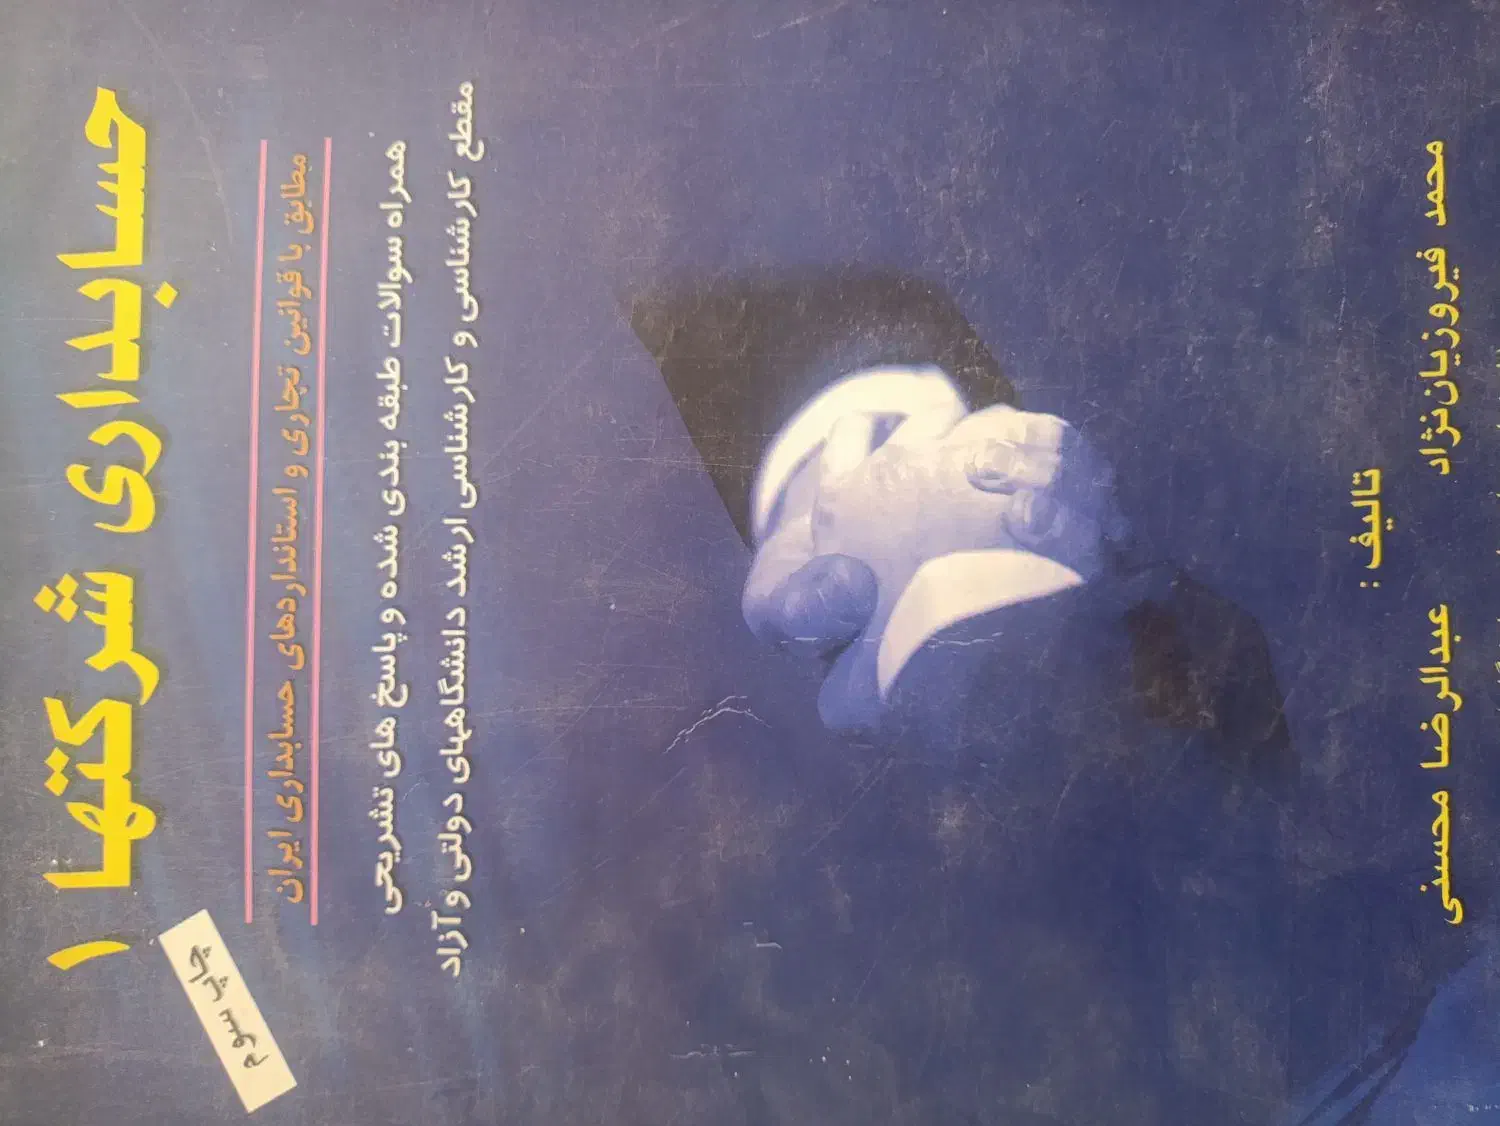 حسابداری شرکتها ۱
چاپ سوم
مطابق با قوانین تجاری و استانداردهای حسابداری ایران
همراه سوالات طبقه بندی شده و پاسخ های تشریحی
مقطع کارشناسی و کارشناسی ارشد دانشگاههای دولتی و آزاد
تالیف :
محمد فیروزیان‌نژاد
عبدالرضا محسنی